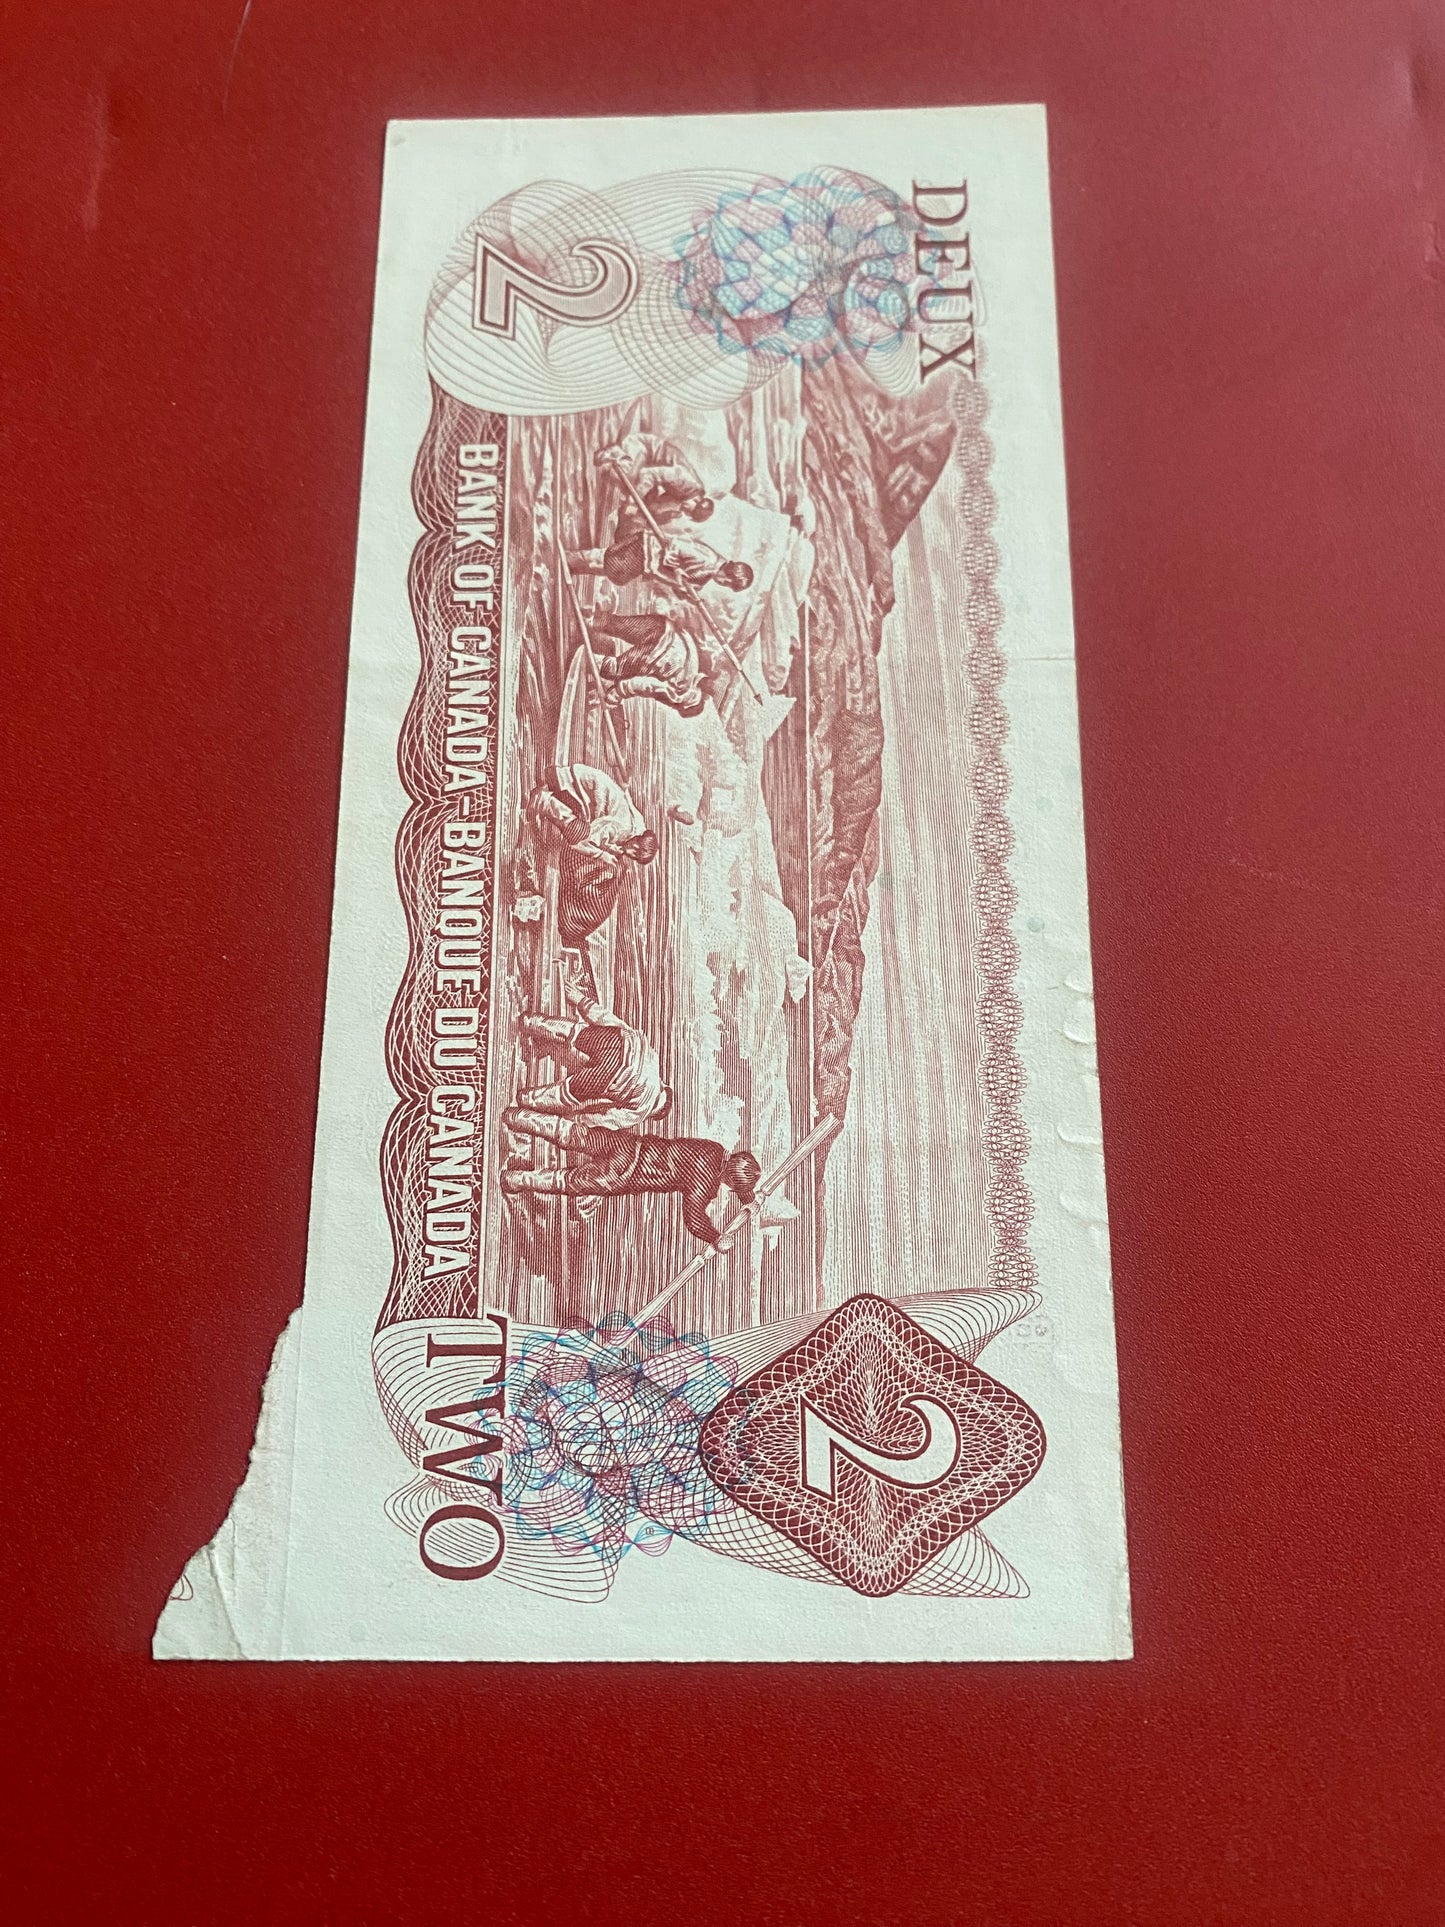 2
DEUX
BANK OF CANADA-BANQUE DU CANADA
TWO
2